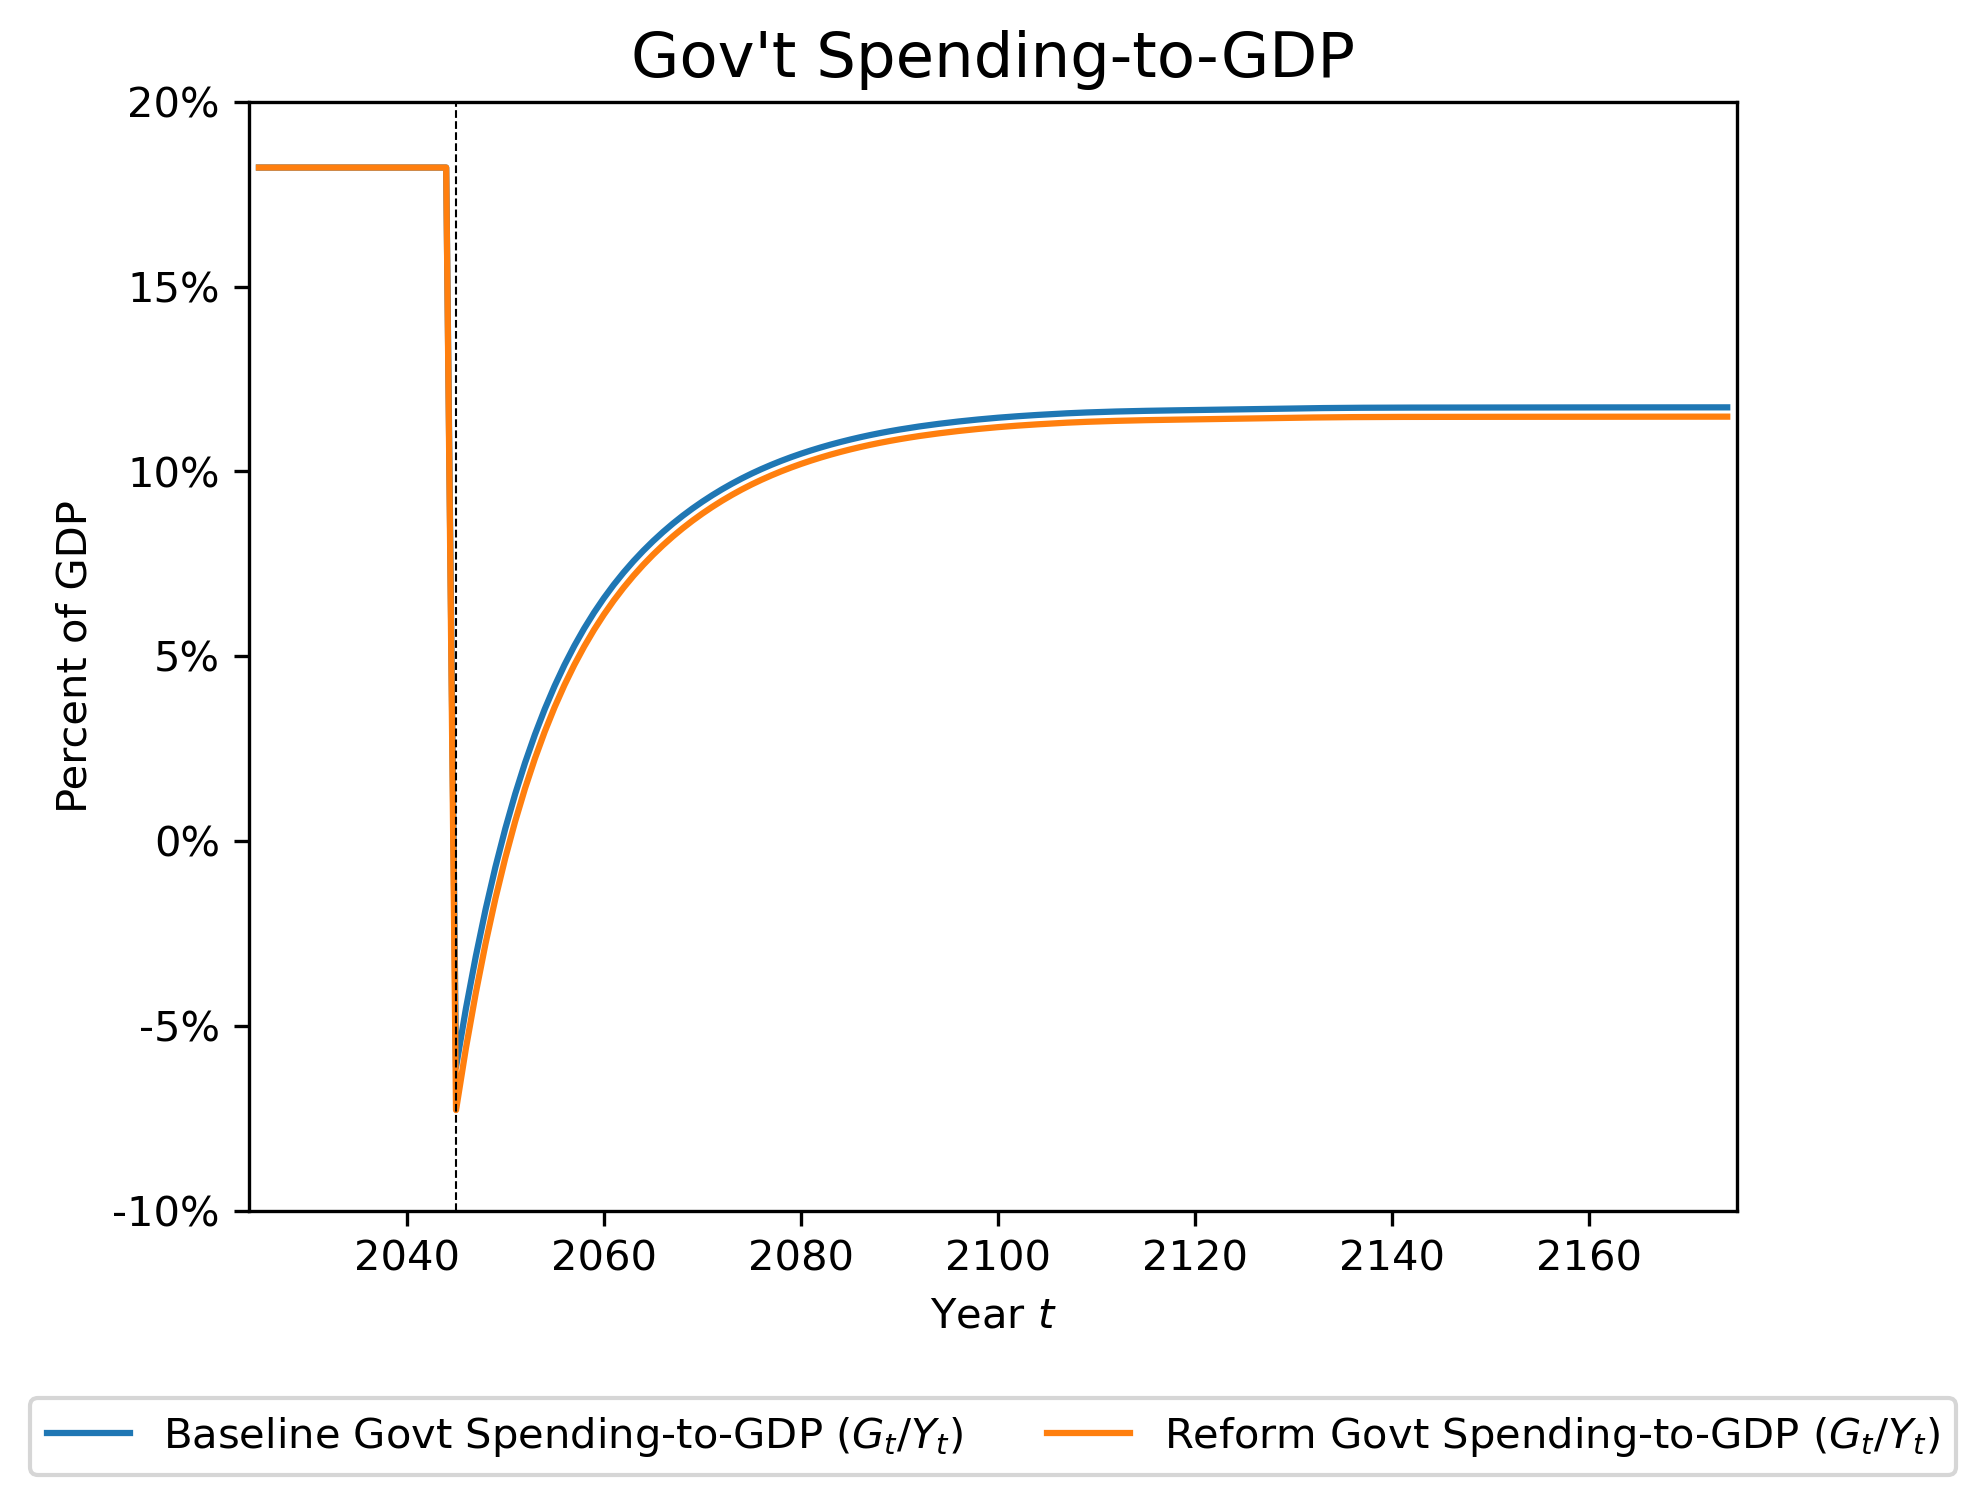 Gov't Spending-to-GDP
20%
15%
10%
5%
0%
-5%
-10%
Percent of GDP
2040 2060 2080 2100 2120 2140 2160
Year t
Baseline Govt Spending-to-GDP (Gt/Yt) Reform Govt Spending-to-GDP (Gt/Yt)